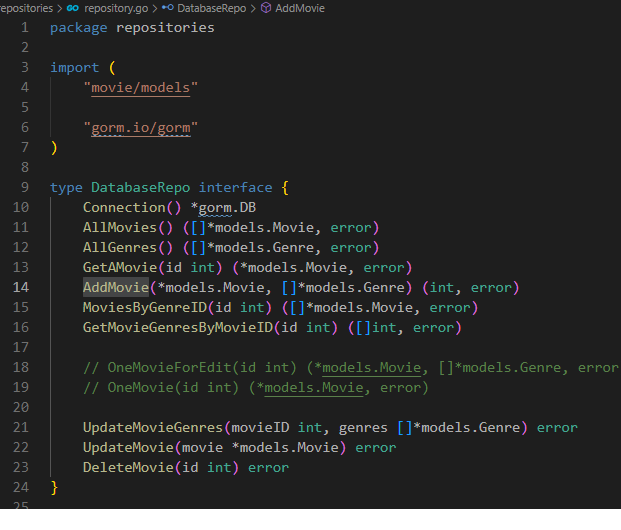 repositories > repository.go > DatabaseRepo > AddMovie
1 package repositories
2
3 import (
4 "movie/models"
5
6 "gorm.io/gorm"
7 )
8
9 type DatabaseRepo interface {
10 Connection() *gorm.DB
11 AllMovies() ([]*models.Movie, error)
12 AllGenres() ([]*models.Genre, error)
13 GetAMovie(id int) (*models.Movie, error)
14 AddMovie(*models.Movie, []*models.Genre) (int, error)
15 MoviesByGenreID(id int) ([]*models.Movie, error)
16 GetMovieGenresByMovieID(id int) ([]int, error)
17
18 // OneMovieForEdit(id int) (*models.Movie, []*models.Genre, error
19 // OneMovie(id int) (*models.Movie, error)
20
21 UpdateMovieGenres(movieID int, genres []*models.Genre) error
22 UpdateMovie(movie *models.Movie) error
23 DeleteMovie(id int) error
24 }
25